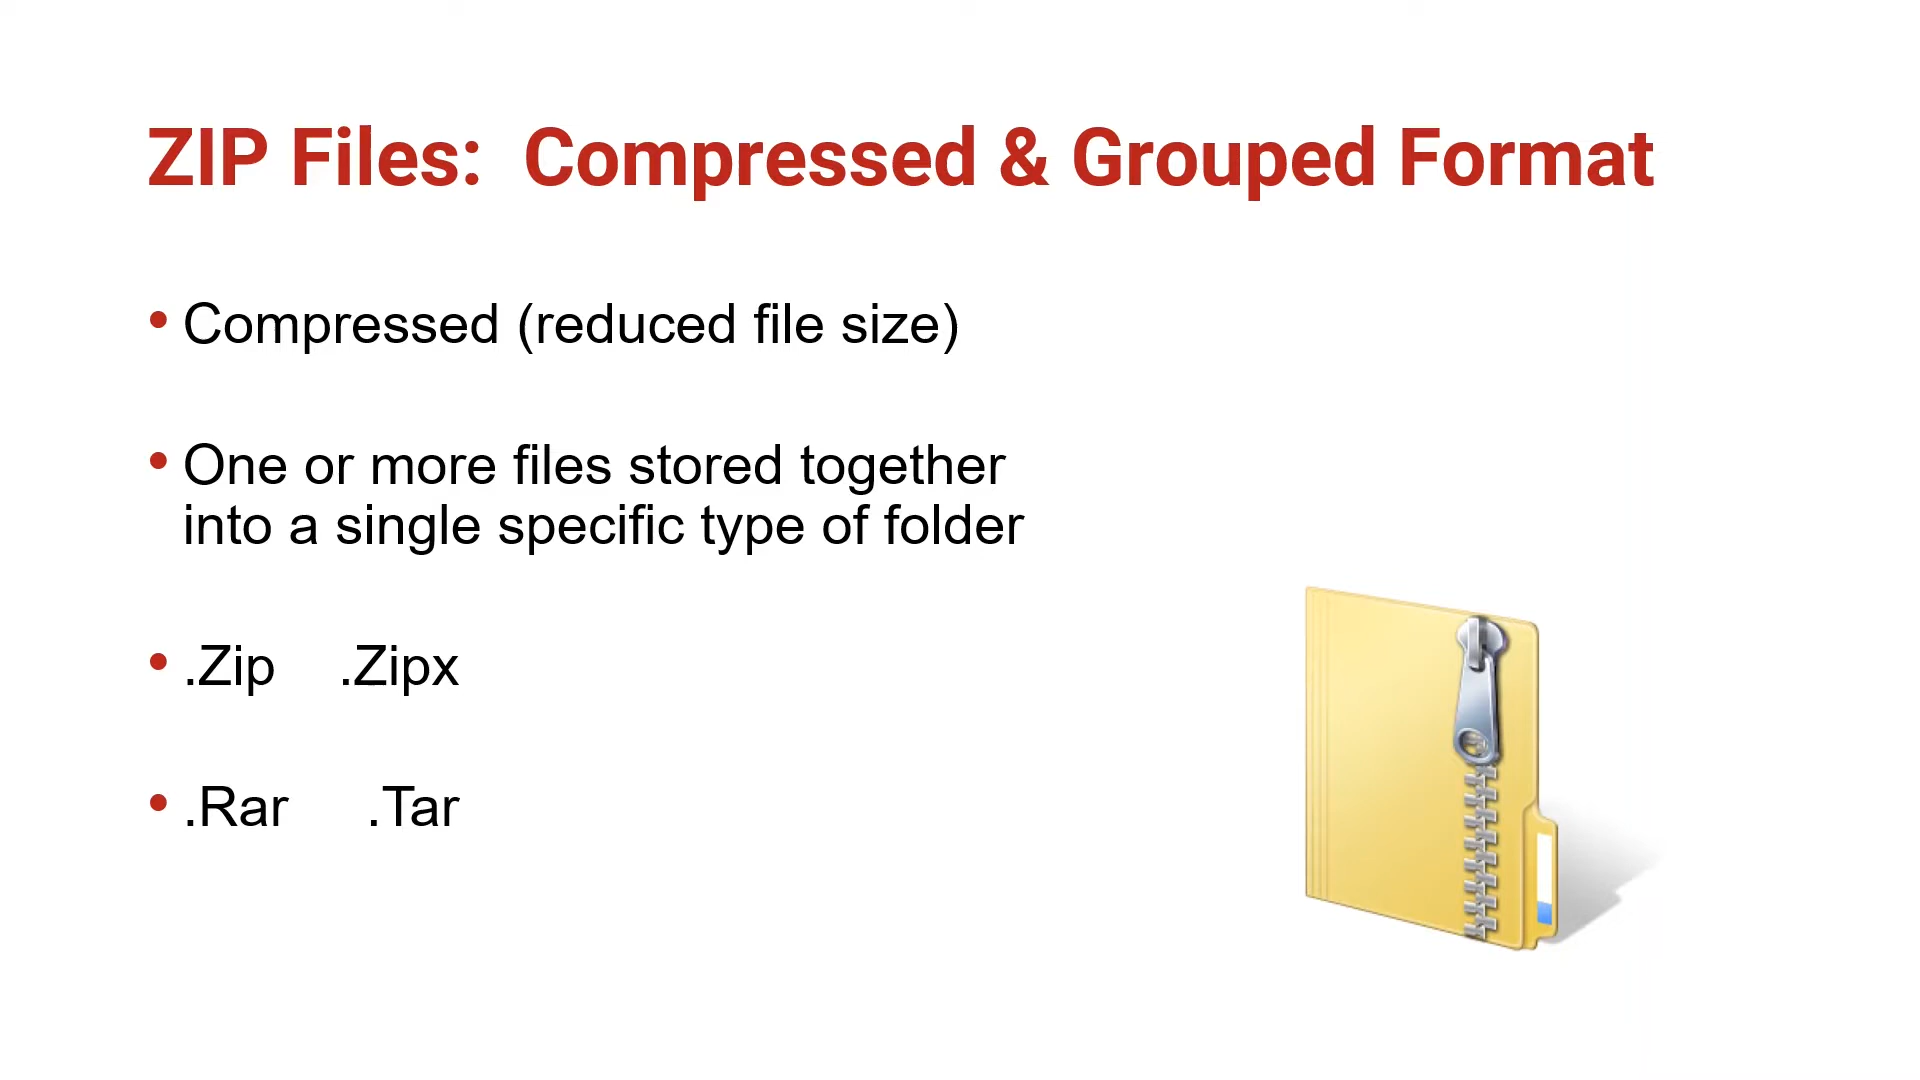 ZIP Files:  Compressed & Grouped Format
• Compressed (reduced file size)
• One or more files stored together
into a single specific type of folder
• .Zip    .Zipx
• .Rar     .Tar